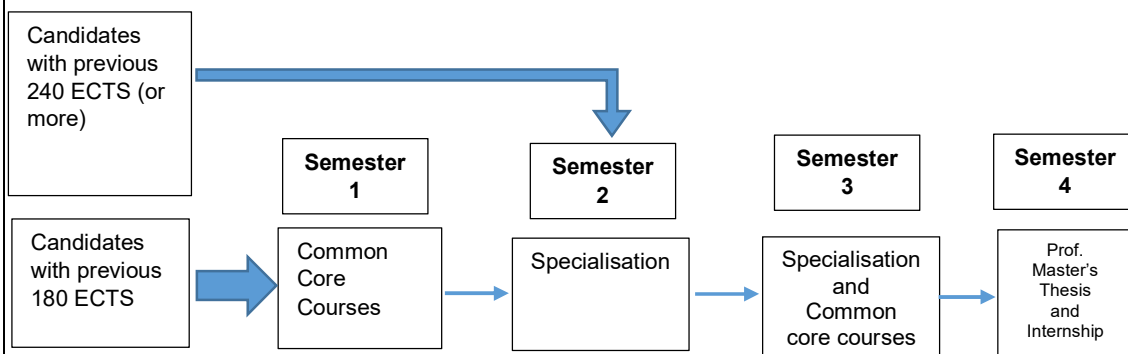 Candidates
with previous
240 ECTS (or
more)
Semester
1
Semester
2
Semester
3
Semester
4
Candidates
with previous
180 ECTS
Common
Core
Courses
Specialisation
Specialisation
and
Common
core courses
Prof.
Master’s
Thesis
and
Internship